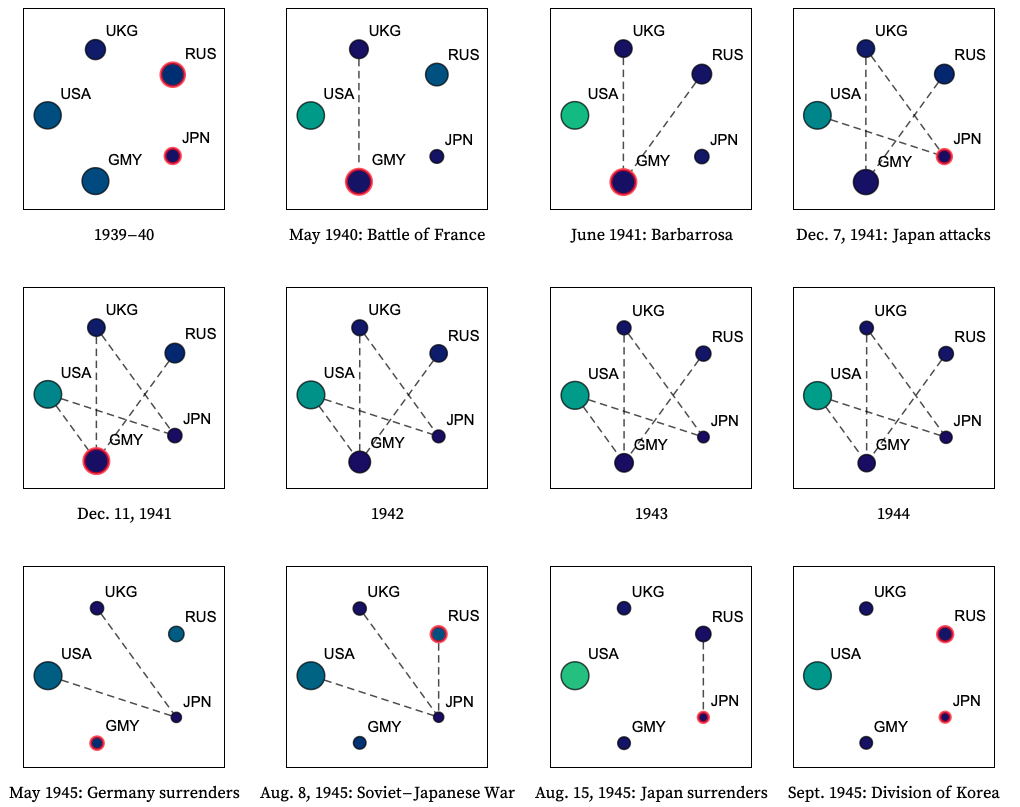 UKG
RUS
USA
JPN
GMY
1939–40
UKG
RUS
USA
JPN
GMY
May 1940: Battle of France
UKG
RUS
USA
JPN
GMY
June 1941: Barbarrosa
UKG
RUS
USA
JPN
GMY
Dec. 7, 1941: Japan attacks
UKG
RUS
USA
JPN
GMY
Dec. 11, 1941
UKG
RUS
USA
JPN
GMY
1942
UKG
RUS
USA
JPN
GMY
1943
UKG
RUS
USA
JPN
GMY
1944
UKG
RUS
USA
JPN
GMY
May 1945: Germany surrenders
UKG
RUS
USA
JPN
GMY
Aug. 8, 1945: Soviet–Japanese War
UKG
RUS
USA
JPN
GMY
Aug. 15, 1945: Japan surrenders
UKG
RUS
USA
JPN
GMY
Sept. 1945: Division of Korea